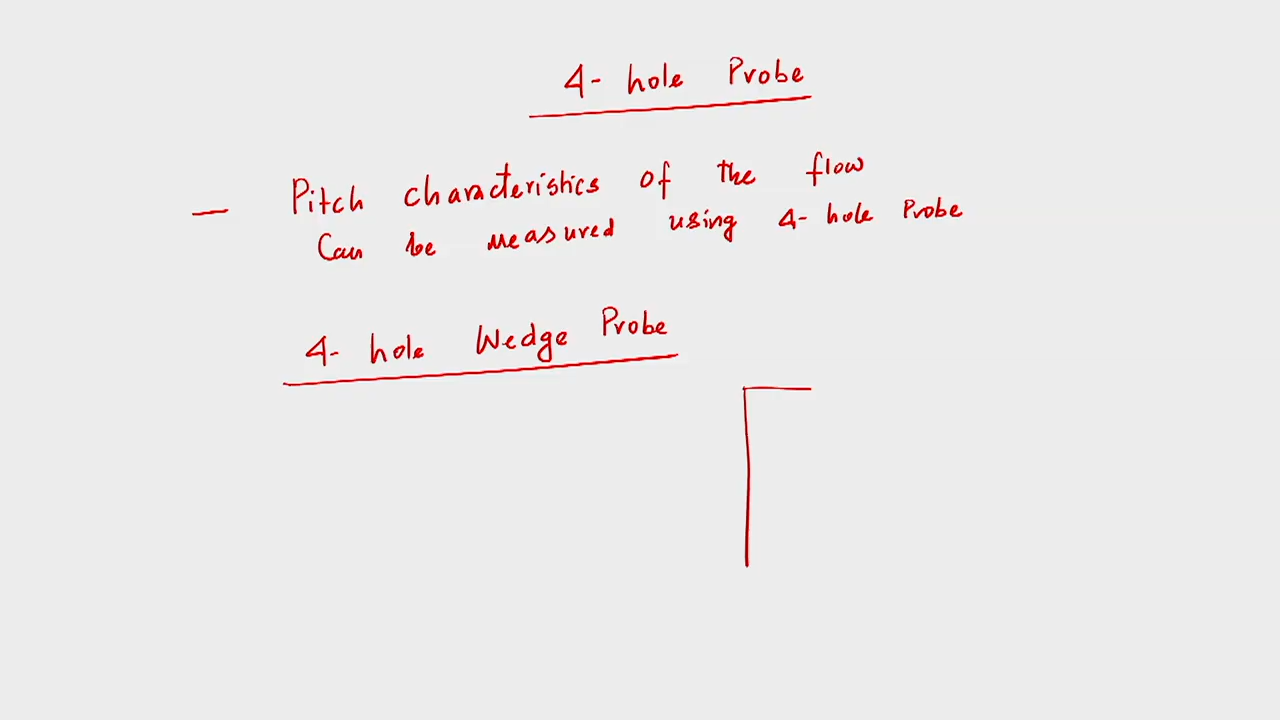 4- hole Probe
— Pitch characteristics of the flow
Can be measured using 4- hole Probe
4- hole Wedge Probe